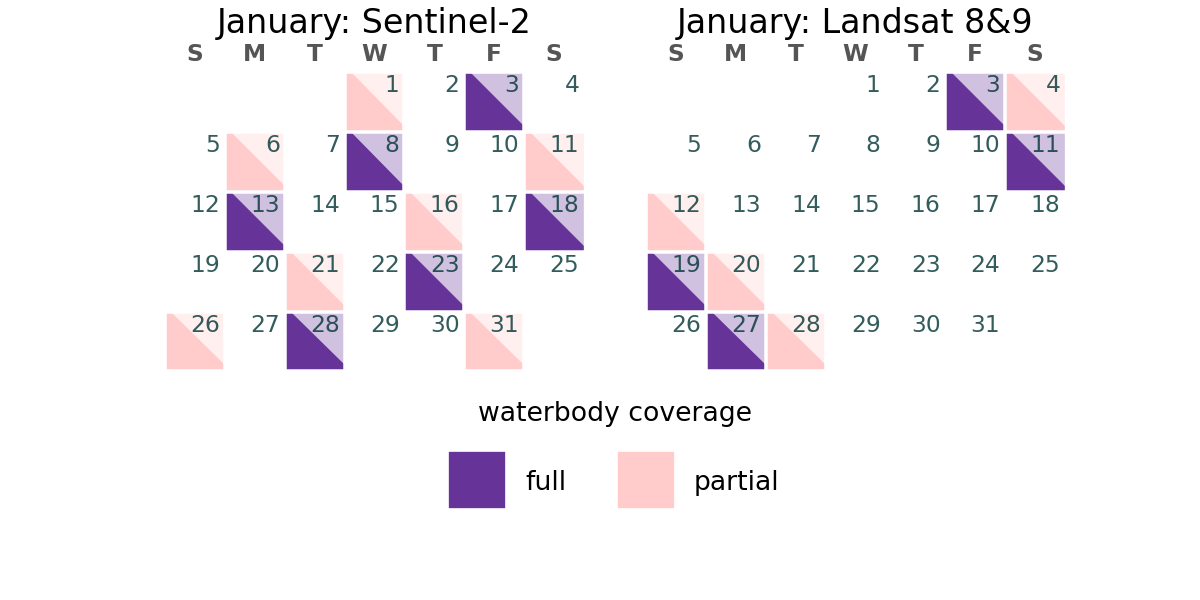 January: Sentinel-2
S M T W T F S
1 2 3 4
5 6 7 8 9 10 11
12 13 14 15 16 17 18
19 20 21 22 23 24 25
26 27 28 29 30 31
January: Landsat 8&9
S M T W T F S
1 2 3 4
5 6 7 8 9 10 11
12 13 14 15 16 17 18
19 20 21 22 23 24 25
26 27 28 29 30 31
waterbody coverage
full partial